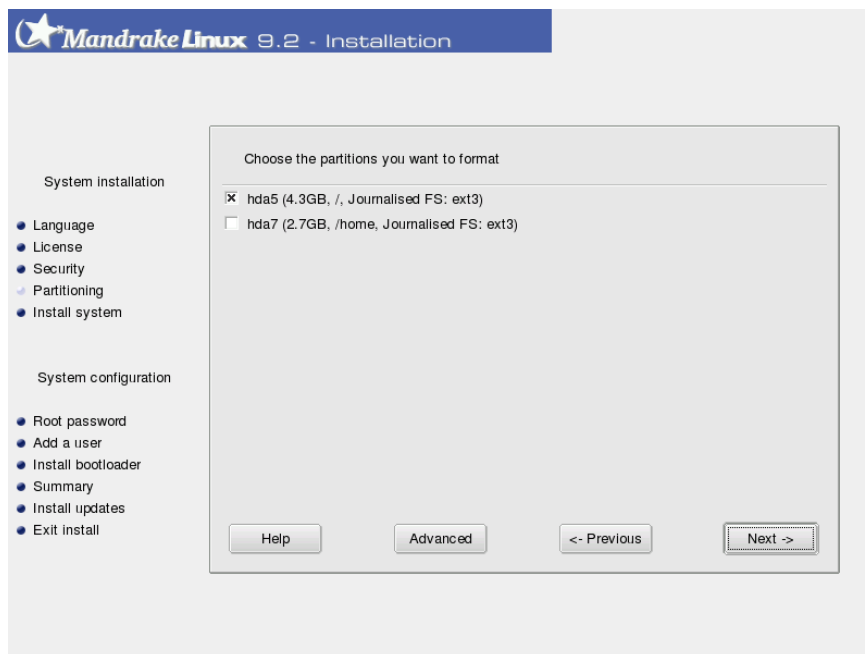 Mandrake Linux 9.2 - Installation
Choose the partitions you want to format
System installation
hda5 (4.3GB, /, Journalised FS: ext3)
hda7 (2.7GB, /home, Journalised FS: ext3)
Language
License
Security
Partitioning
Install system
System configuration
Root password
Add a user
Install bootloader
Summary
Install updates
Exit install
Help
Advanced
<- Previous
Next ->